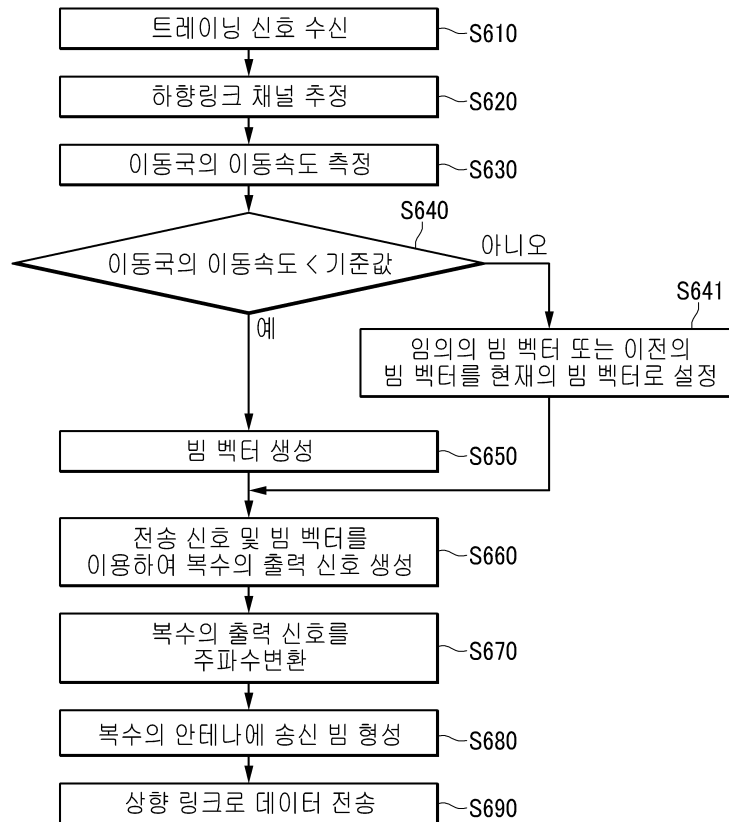 트레이닝 신호 수신
S610
하향링크 채널 추정
S620
이동국의 이동속도 측정
S630
S640
이동국의 이동속도 < 기준값
아니오
예
S641
임의의 빔 벡터 또는 이전의
빔 벡터를 현재의 빔 벡터로 설정
빔 벡터 생성
S650
전송 신호 및 빔 벡터를
이용하여 복수의 출력 신호 생성
S660
복수의 출력 신호를
주파수변환
S670
복수의 안테나에 송신 빔 형성
S680
상향 링크로 데이터 전송
S690